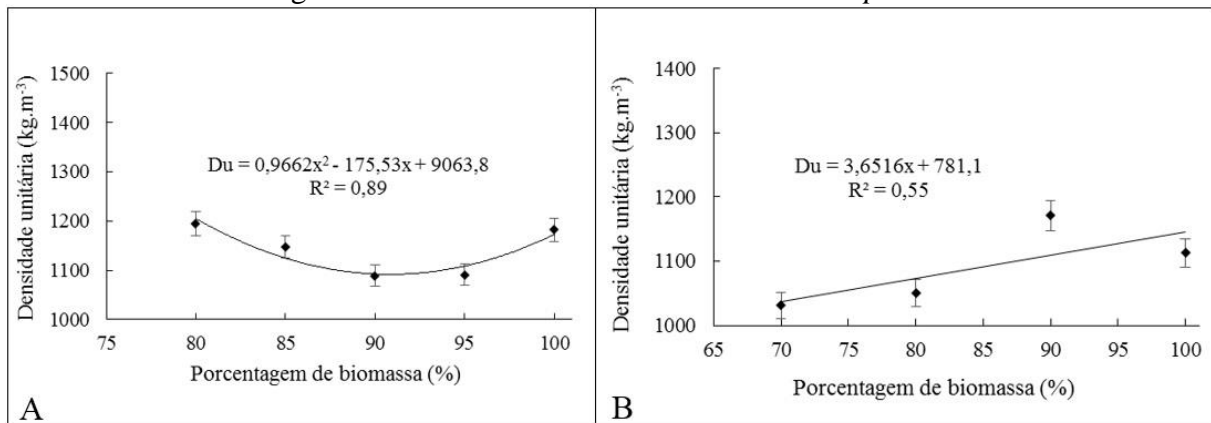 Densidade unitária (kg.m⁻³)
1500
1400
1300
1200
1100
1000
Du = 0,9662x² - 175,53x + 9063,8
R² = 0,89
75 80 85 90 95 100
Porcentagem de biomassa (%)
A
Densidade unitária (kg.m⁻³)
1400
1300
1200
1100
1000
Du = 3,6516x + 781,1
R² = 0,55
65 70 75 80 85 90 95 100
Porcentagem de biomassa (%)
B